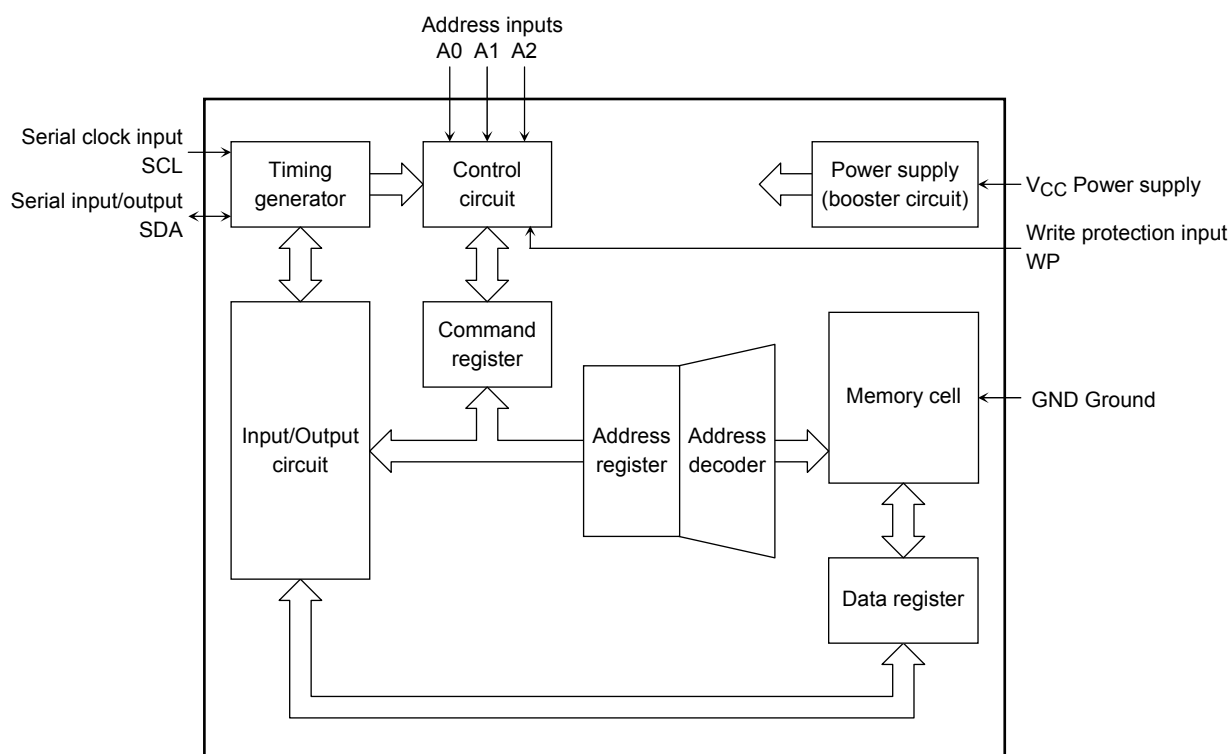 Address inputs
A0 A1 A2
Serial clock input
SCL
Timing
generator
Control
circuit
Power supply
(booster circuit)
VCC Power supply
Serial input/output
SDA
Write protection input
WP
Command
register
Memory cell
GND Ground
Input/Output
circuit
Address
register
Address
decoder
Data register